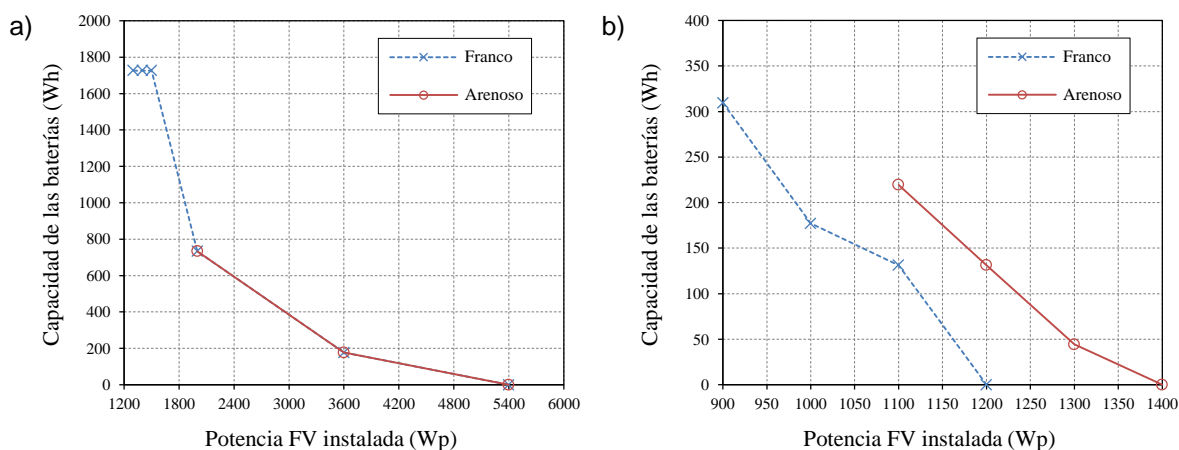 a)
Capacidad de las baterías (Wh)
2000
1800
1600
1400
1200
1000
800
600
400
200
0
Franco
Arenoso
1200 1800 2400 3000 3600 4200 4800 5400 6000
Potencia FV instalada (Wp)
b)
Capacidad de las baterías (Wh)
400
350
300
250
200
150
100
50
0
Franco
Arenoso
900 950 1000 1050 1100 1150 1200 1250 1300 1350 1400
Potencia FV instalada (Wp)